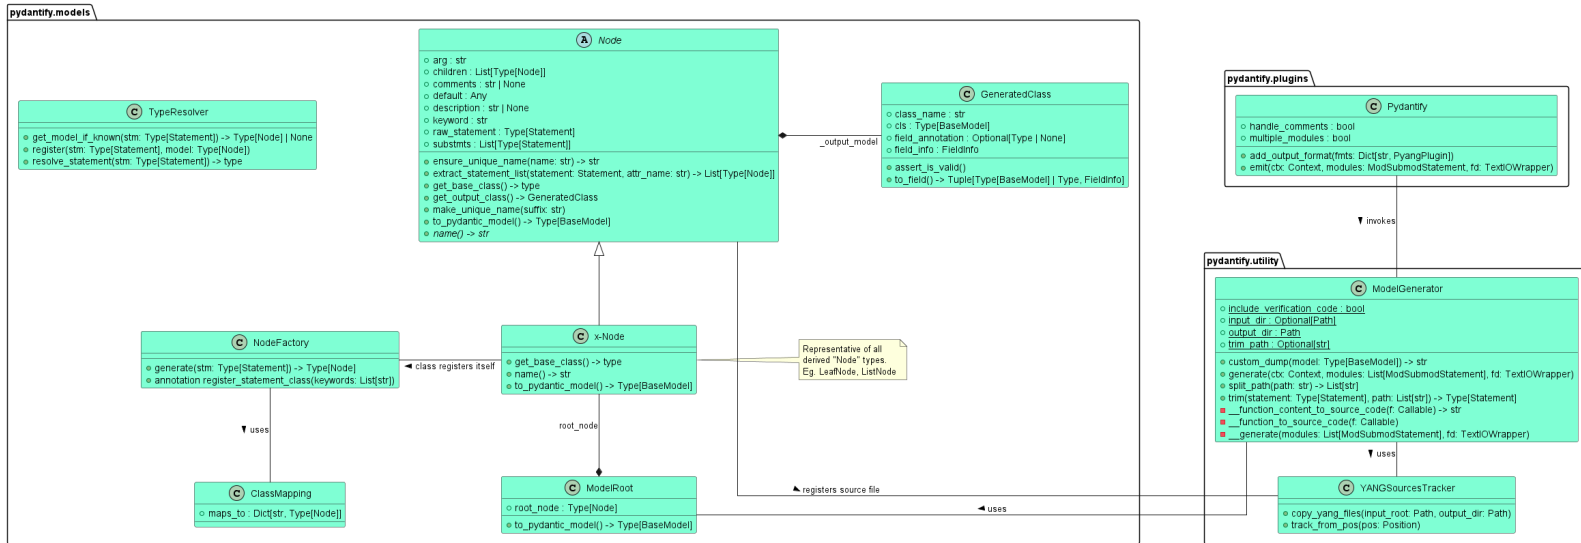 pydantify.models
A Node
arg : str
children : List[Type[Node]]
comments : str | None
default : Any
description : str | None
keyword : str
raw_statement : Type[Statement]
substmts : List[Type[Statement]]
ensure_unique_name(name: str) -> str
extract_statement_list(statement: Statement, attr_name: str) -> List[Type[Node]]
get_base_class() -> type
get_output_class() -> GeneratedClass
make_unique_name(suffix: str)
to_pydantic_model() -> Type[BaseModel]
name() -> str
C TypeResolver
get_model_if_known(stm: Type[Statement]) -> Type[Node] | None
register(stm: Type[Statement], model: Type[Node])
resolve_statement(stm: Type[Statement]) -> type
_output_model
C GeneratedClass
class_name : str
cls : Type[BaseModel]
field_annotation : Optional[Type | None]
field_info : FieldInfo
assert_is_valid()
to_field() -> Tuple[Type[BaseModel] | Type, FieldInfo]
pydantify.plugins
C Pydantify
handle_comments : bool
multiple_modules : bool
add_output_format(fmts: Dict[str, PyangPlugin])
emit(ctx: Context, modules: ModSubmodStatement, fd: TextIOWrapper)
invokes
pydantify.utility
C ModelGenerator
include_verification_code : bool
input_dir : Optional[Path]
output_dir : Path
trim_path : Optional[str]
custom_dump(model: Type[BaseModel]) -> str
generate(ctx: Context, modules: List[ModSubmodStatement], fd: TextIOWrapper)
split_path(path: str) -> List[str]
trim(statement: Type[Statement], path: List[str]) -> Type[Statement]
__function_content_to_source_code(f: Callable) -> str
__function_to_source_code(f: Callable)
__generate(modules: List[ModSubmodStatement], fd: TextIOWrapper)
C NodeFactory
generate(stm: Type[Statement]) -> Type[Node]
annotation register_statement_class(keywords: List[str])
class registers itself
C x-Node
get_base_class() -> type
name() -> str
to_pydantic_model() -> Type[BaseModel]
Representative of all
derived "Node" types.
Eg. LeafNode, ListNode
uses
root_node
uses
C ClassMapping
maps_to : Dict[str, Type[Node]]
C ModelRoot
root_node : Type[Node]
to_pydantic_model() -> Type[BaseModel]
registers source file
uses
C YANGSourcesTracker
copy_yang_files(input_root: Path, output_dir: Path)
track_from_pos(pos: Position)